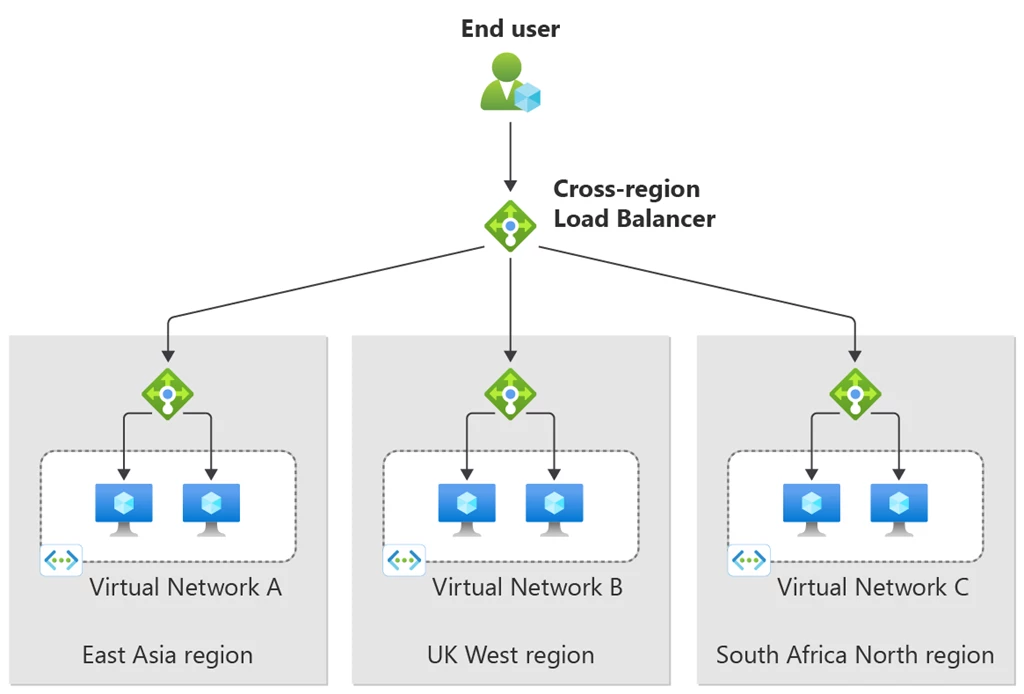 End user
Cross-region
Load Balancer
Virtual Network A
Virtual Network B
Virtual Network C
East Asia region
UK West region
South Africa North region